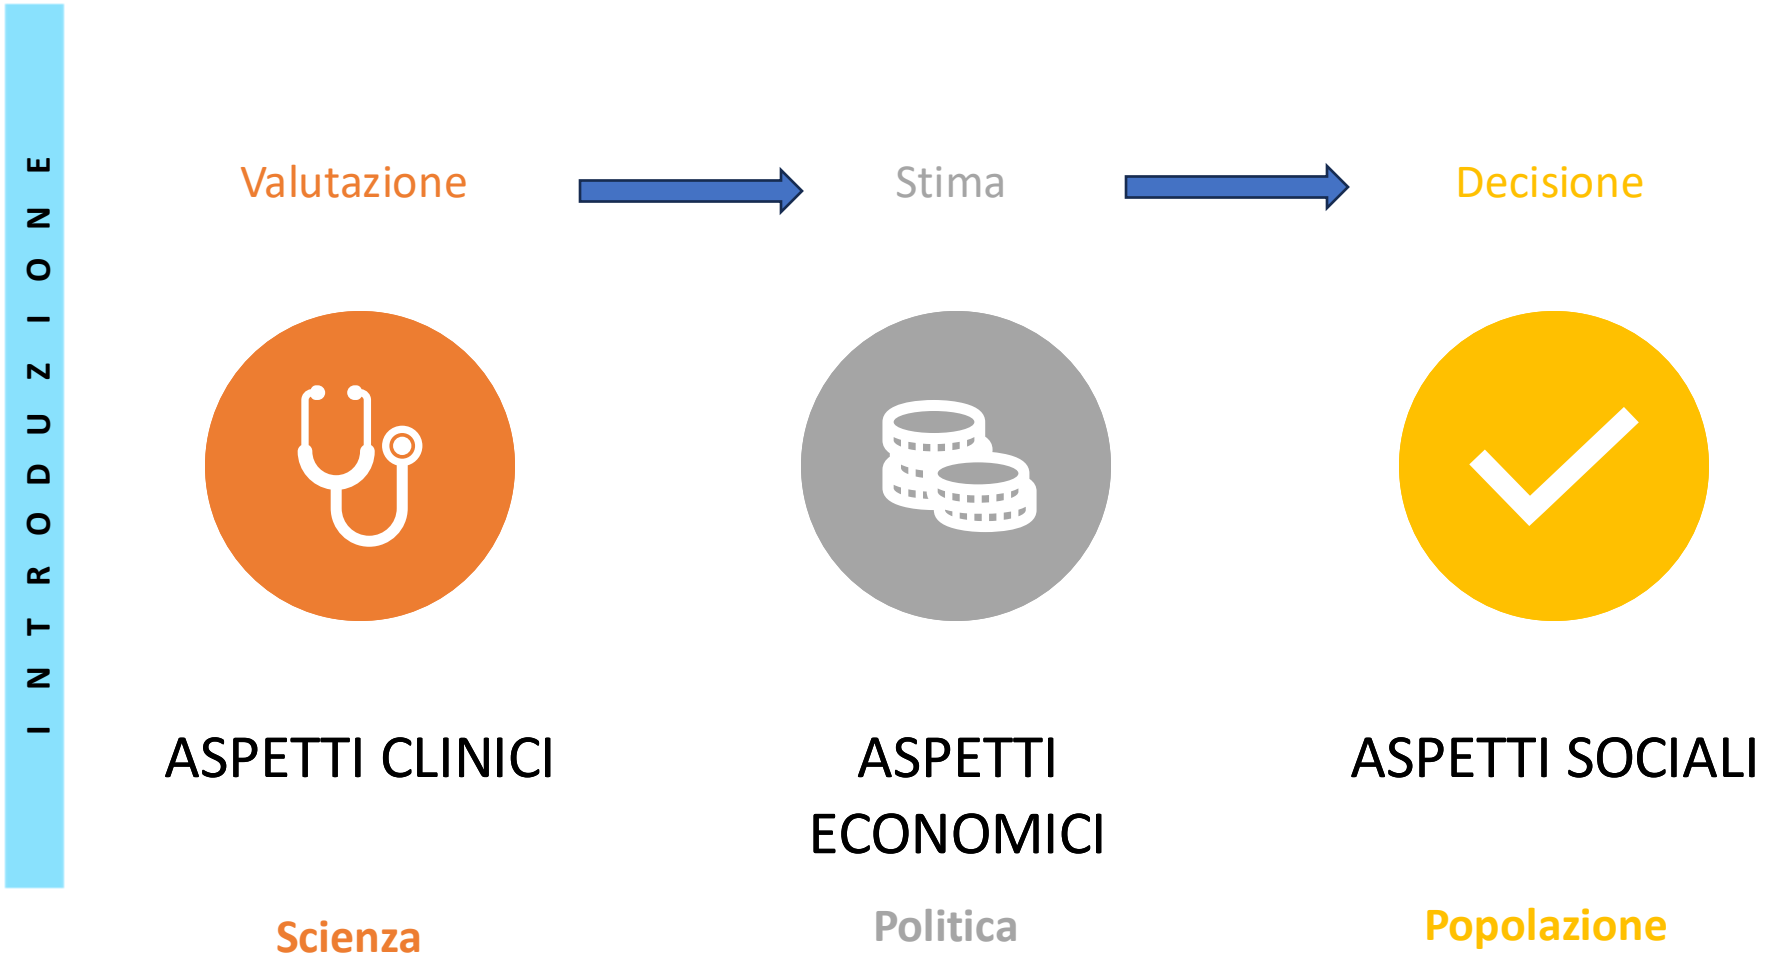 INTRODUZIONE
Valutazione
Stima
Decisione
ASPETTI CLINICI
ASPETTI
ECONOMICI
ASPETTI SOCIALI
Scienza
Politica
Popolazione